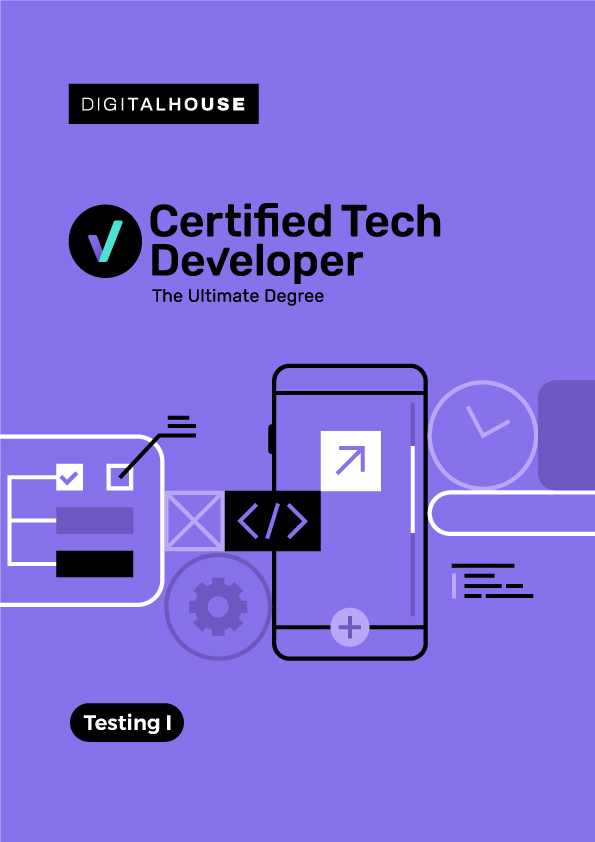 DIGITALHOUSE
Certified Tech
Developer
The Ultimate Degree
</>
Testing I